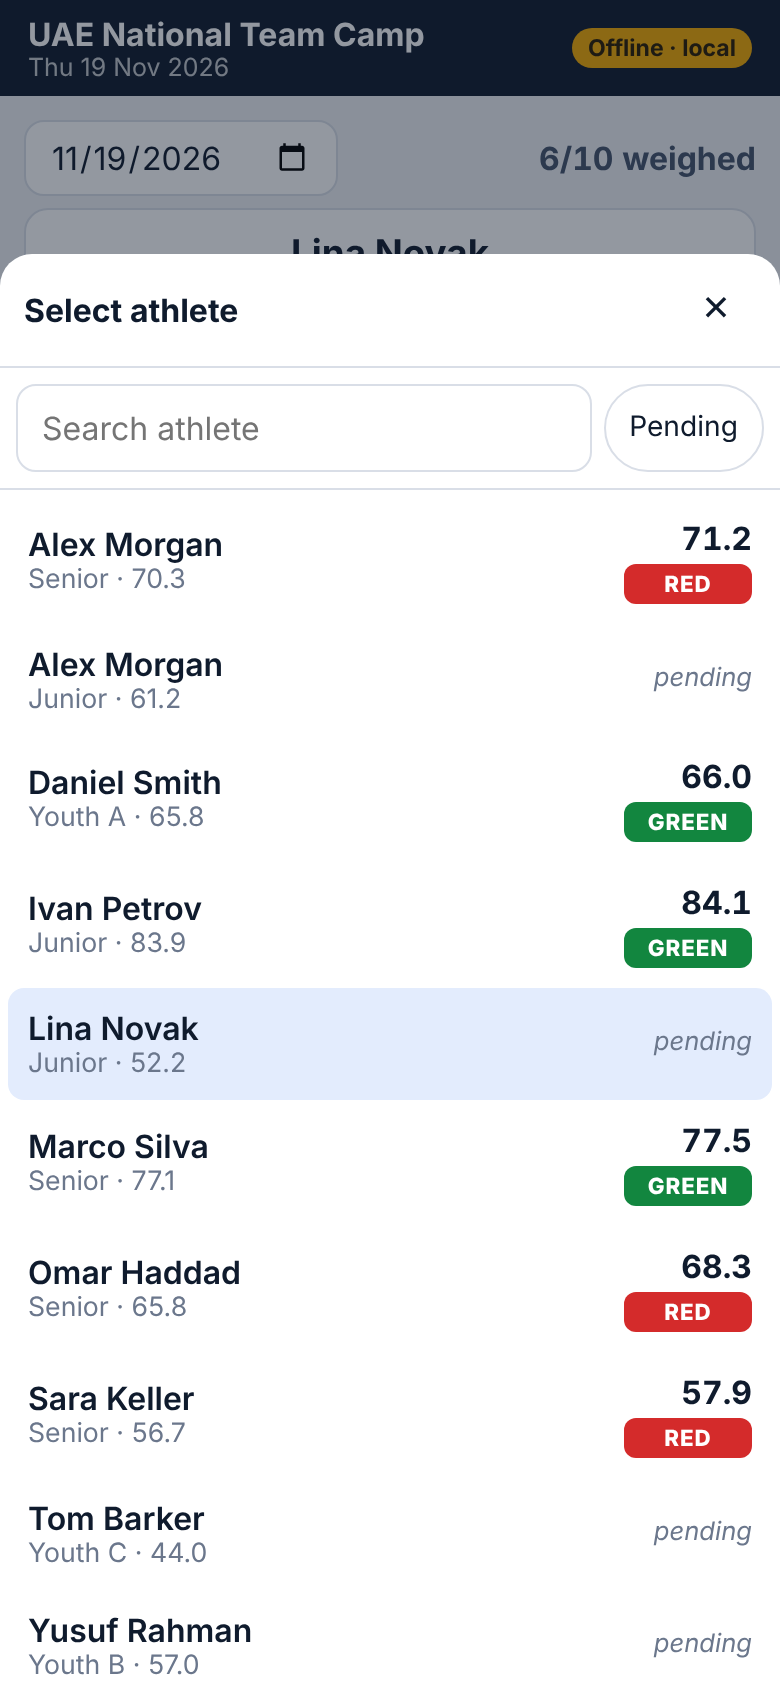 UAE National Team Camp
Thu 19 Nov 2026
Offline · local
11/19/2026
6/10 weighed
Lina Novak
Select athlete
✕
Search athlete
Pending
Alex Morgan
71.2
Senior · 70.3
RED
Alex Morgan
Junior · 61.2
pending
Daniel Smith
66.0
Youth A · 65.8
GREEN
Ivan Petrov
84.1
Junior · 83.9
GREEN
Lina Novak
Junior · 52.2
pending
Marco Silva
77.5
Senior · 77.1
GREEN
Omar Haddad
68.3
Senior · 65.8
RED
Sara Keller
57.9
Senior · 56.7
RED
Tom Barker
Youth C · 44.0
pending
Yusuf Rahman
Youth B · 57.0
pending